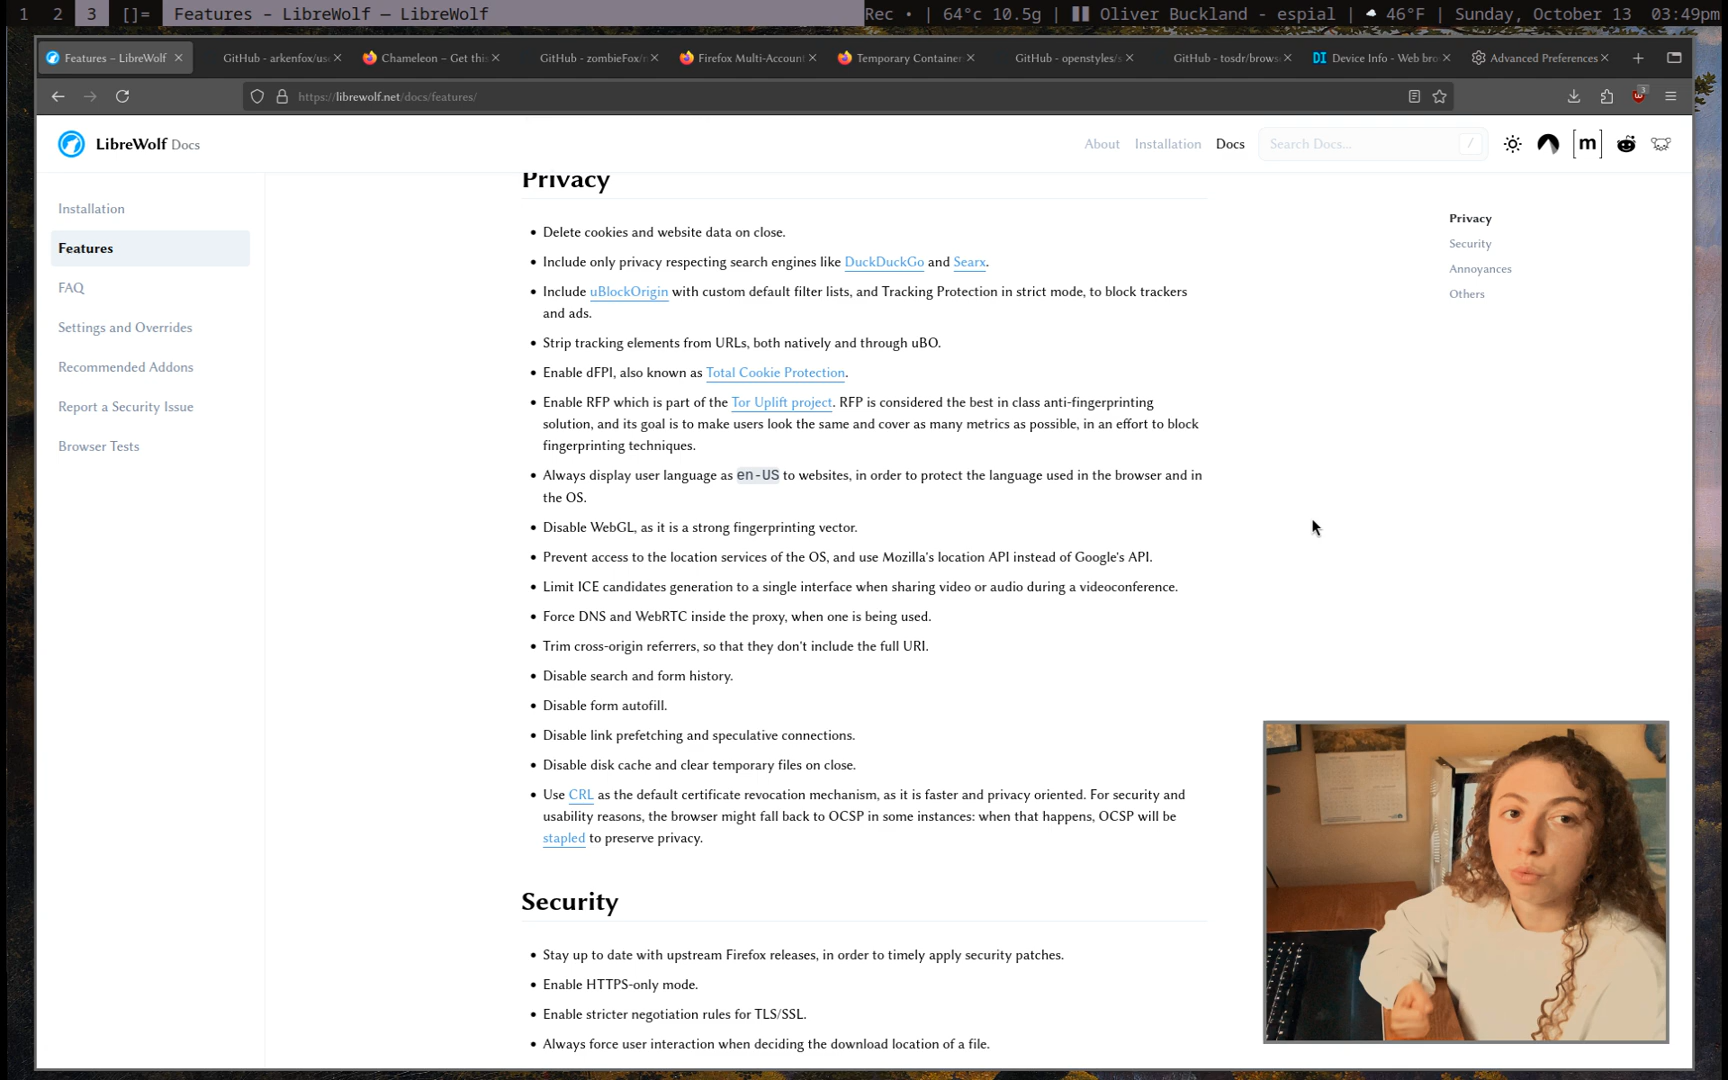 1 2 3 []= Features – LibreWolf — LibreWolf Rec • | 64°c 10.5g | Oliver Buckland - espial | 46°F | Sunday, October 13 03:49pm
Features – LibreWolf GitHub - arkenfox/us Chameleon – Get thi GitHub - zombieFox/ Firefox Multi-Account Temporary Container GitHub - openstyles/s GitHub - tosdr/brows DI Device Info - Web bro Advanced Preferences
https://librewolf.net/docs/features/ 3
LibreWolf Docs About Installation Docs Search Docs... / [m]
Installation
Features
FAQ
Settings and Overrides
Recommended Addons
Report a Security Issue
Browser Tests
Privacy
• Delete cookies and website data on close.
• Include only privacy respecting search engines like DuckDuckGo and Searx.
• Include uBlockOrigin with custom default filter lists, and Tracking Protection in strict mode, to block trackers
and ads.
• Strip tracking elements from URLs, both natively and through uBO.
• Enable dFPI, also known as Total Cookie Protection.
• Enable RFP which is part of the Tor Uplift project. RFP is considered the best in class anti-fingerprinting
solution, and its goal is to make users look the same and cover as many metrics as possible, in an effort to block
fingerprinting techniques.
• Always display user language as en-US to websites, in order to protect the language used in the browser and in
the OS.
• Disable WebGL, as it is a strong fingerprinting vector.
• Prevent access to the location services of the OS, and use Mozilla's location API instead of Google's API.
• Limit ICE candidates generation to a single interface when sharing video or audio during a videoconference.
• Force DNS and WebRTC inside the proxy, when one is being used.
• Trim cross-origin referrers, so that they don't include the full URI.
• Disable search and form history.
• Disable form autofill.
• Disable link prefetching and speculative connections.
• Disable disk cache and clear temporary files on close.
• Use CRL as the default certificate revocation mechanism, as it is faster and privacy oriented. For security and
usability reasons, the browser might fall back to OCSP in some instances: when that happens, OCSP will be
stapled to preserve privacy.
Security
• Stay up to date with upstream Firefox releases, in order to timely apply security patches.
• Enable HTTPS-only mode.
• Enable stricter negotiation rules for TLS/SSL.
• Always force user interaction when deciding the download location of a file.
Privacy
Security
Annoyances
Others